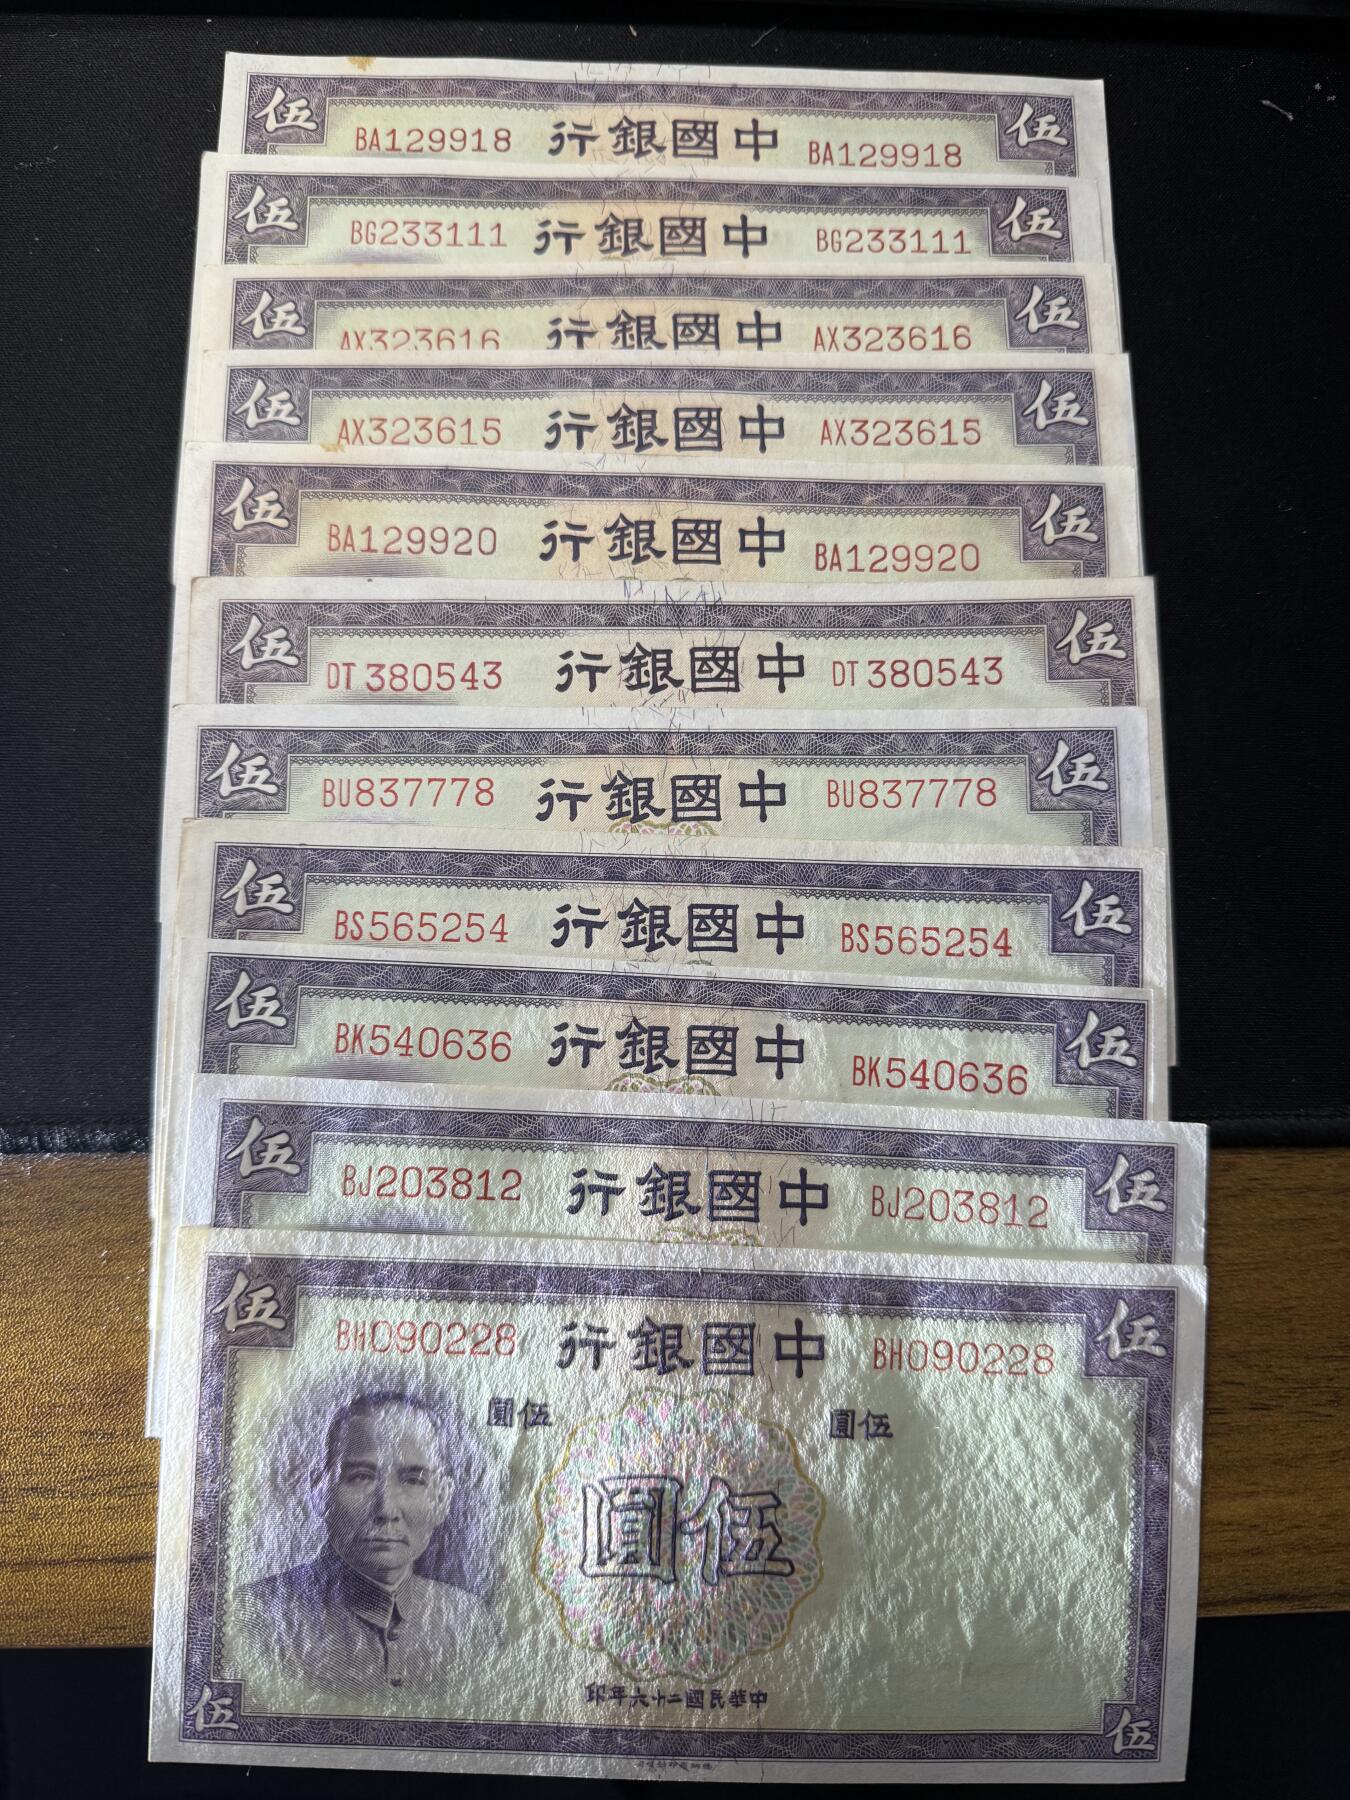 伍 BA129918 中國銀行 BA129918 伍
伍 BG233111 中國銀行 BG233111 伍
伍 AX323616 中國銀行 AX323616 伍
伍 AX323615 中國銀行 AX323615 伍
伍 BA129920 中國銀行 BA129920 伍
伍 DT380543 中國銀行 DT380543 伍
伍 BU837778 中國銀行 BU837778 伍
伍 BS565254 中國銀行 BS565254 伍
伍 BK540636 中國銀行 BK540636 伍
伍 BJ203812 中國銀行 BJ203812 伍
伍 BH090228 中國銀行 BH090228 伍
伍圓 伍圓
伍圓
中華民國二十六年印
伍 伍